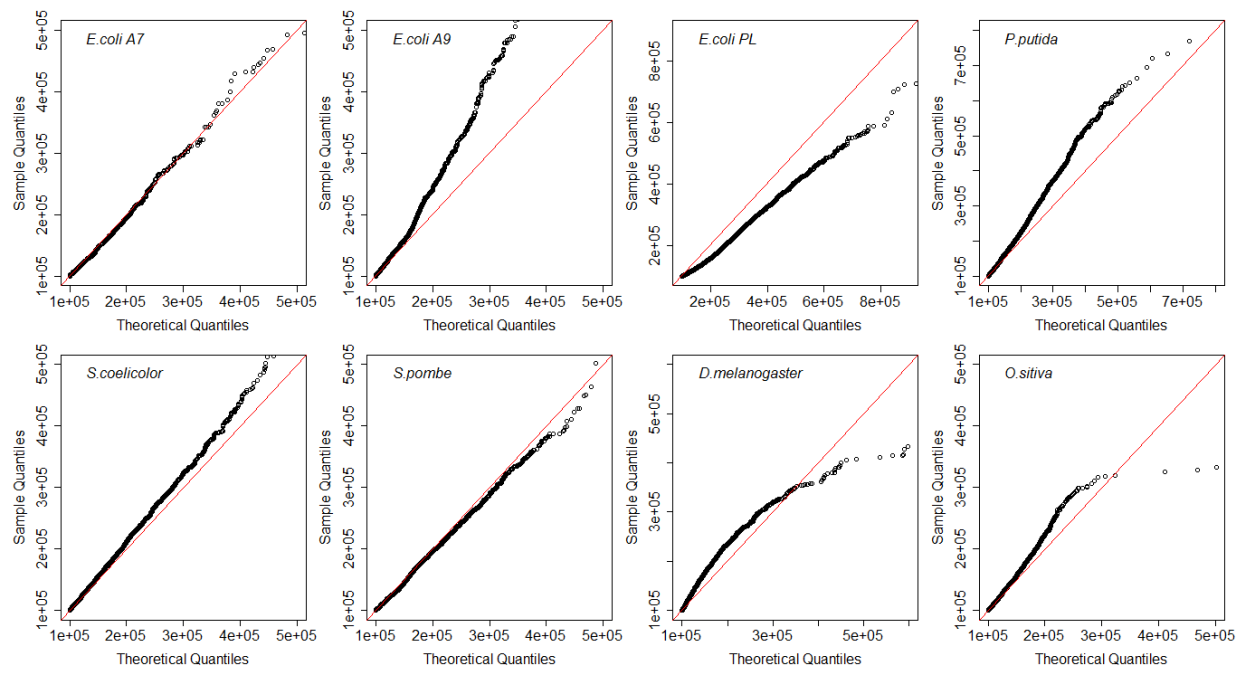 E.coli A7
Sample Quantiles
1e+05 2e+05 3e+05 4e+05 5e+05
1e+05 2e+05 3e+05 4e+05 5e+05
Theoretical Quantiles
E.coli A9
Sample Quantiles
1e+05 2e+05 3e+05 4e+05 5e+05
1e+05 2e+05 3e+05 4e+05 5e+05
Theoretical Quantiles
E.coli PL
Sample Quantiles
2e+05 4e+05 6e+05 8e+05
2e+05 4e+05 6e+05 8e+05
Theoretical Quantiles
P.putida
Sample Quantiles
1e+05 3e+05 5e+05 7e+05
1e+05 3e+05 5e+05 7e+05
Theoretical Quantiles
S.coelicolor
Sample Quantiles
1e+05 2e+05 3e+05 4e+05 5e+05
1e+05 2e+05 3e+05 4e+05 5e+05
Theoretical Quantiles
S.pombe
Sample Quantiles
1e+05 2e+05 3e+05 4e+05 5e+05
1e+05 2e+05 3e+05 4e+05 5e+05
Theoretical Quantiles
D.melanogaster
Sample Quantiles
1e+05 3e+05 5e+05
1e+05 3e+05 5e+05
Theoretical Quantiles
O.sitiva
Sample Quantiles
1e+05 2e+05 3e+05 4e+05 5e+05
1e+05 2e+05 3e+05 4e+05 5e+05
Theoretical Quantiles